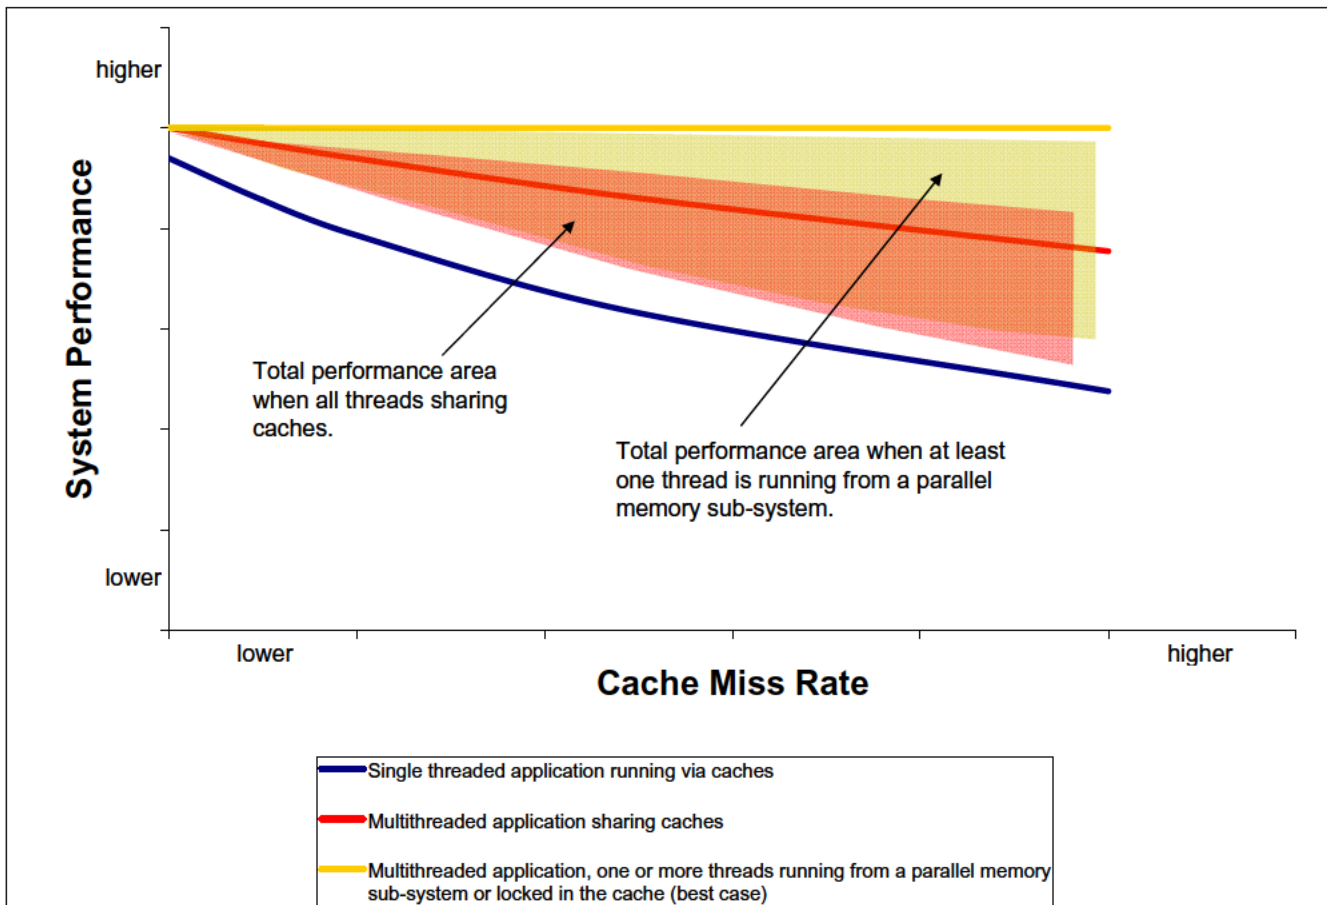 higher
System Performance
Total performance area
when all threads sharing
caches.
Total performance area when at least
one thread is running from a parallel
memory sub-system.
lower
lower
higher
Cache Miss Rate
Single threaded application running via caches
Multithreaded application sharing caches
Multithreaded application, one or more threads running from a parallel memory
sub-system or locked in the cache (best case)